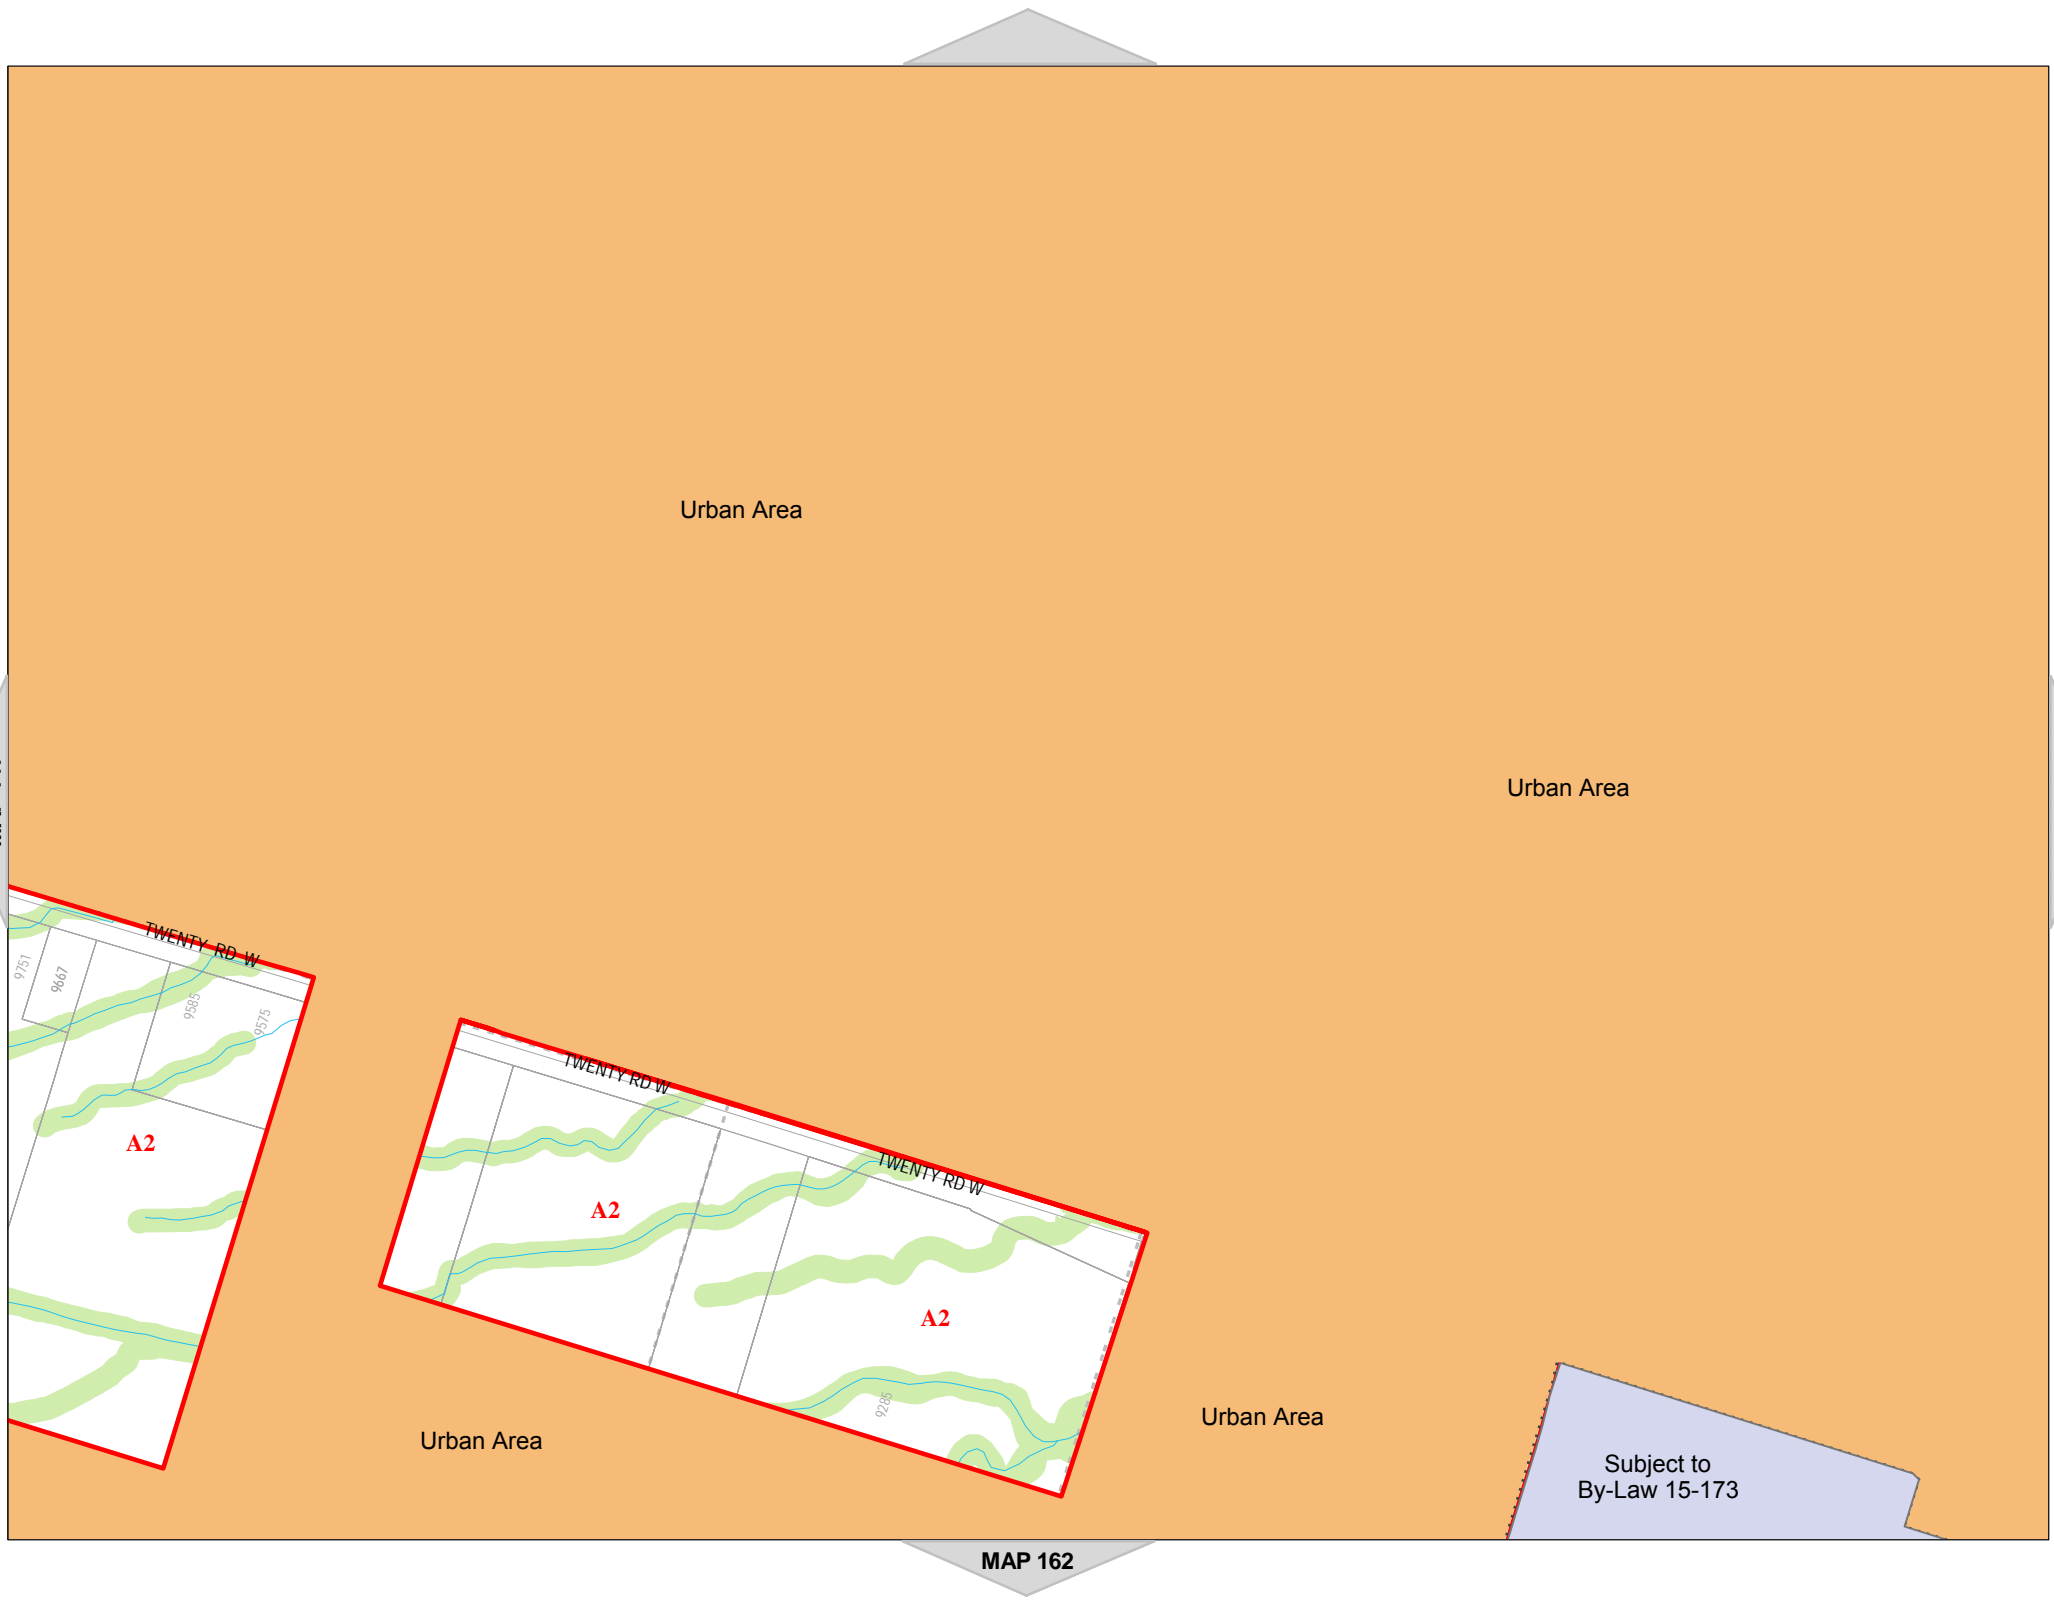 Urban Area
Urban Area
TWENTY RD W
9751
9667
9585
9575
TWENTY RD W
A2
TWENTY RD W
A2
A2
9285
Urban Area
Urban Area
Subject to
By-Law 15-173
MAP 162